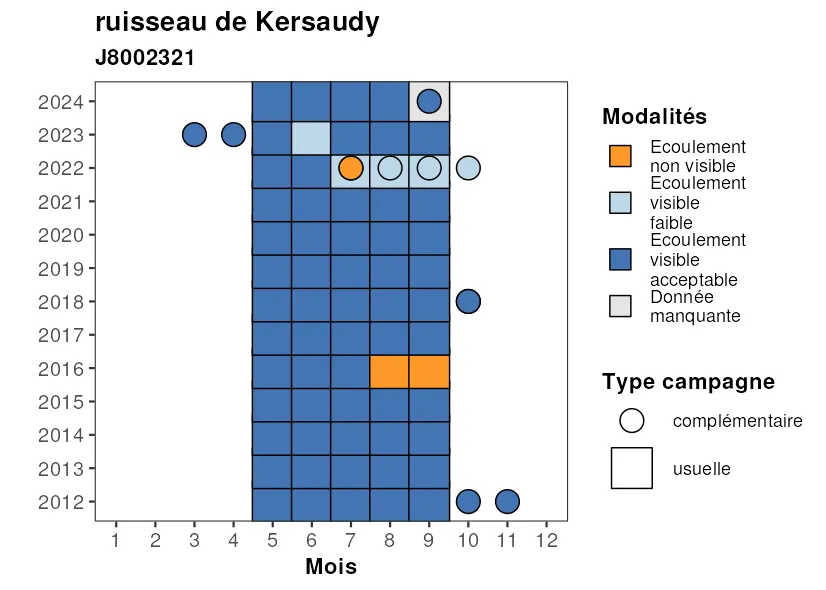 ruisseau de Kersaudy
J8002321
2024
2023
2022
2021
2020
2019
2018
2017
2016
2015
2014
2013
2012
1 2 3 4 5 6 7 8 9 10 11 12
Mois
Modalités
Ecoulement
non visible
Ecoulement
visible
faible
Ecoulement
visible
acceptable
Donnée
manquante
Type campagne
complémentaire
usuelle